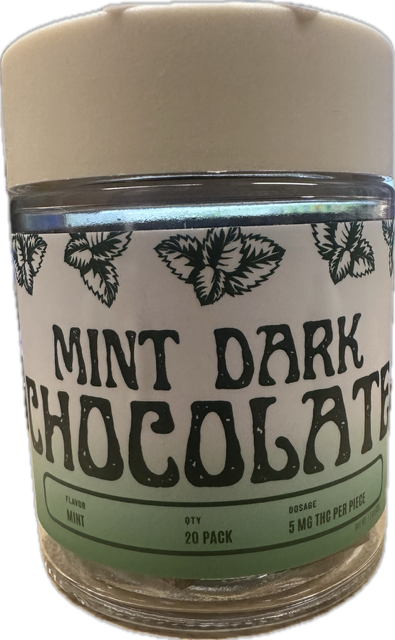 MINT DARK
CHOCOLATE
FLAVOR
MINT
QTY
20 PACK
DOSAGE
5 MG THC PER PIECE